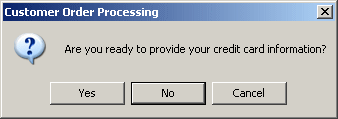 Customer Order Processing
Are you ready to provide your credit card information?
Yes
No
Cancel